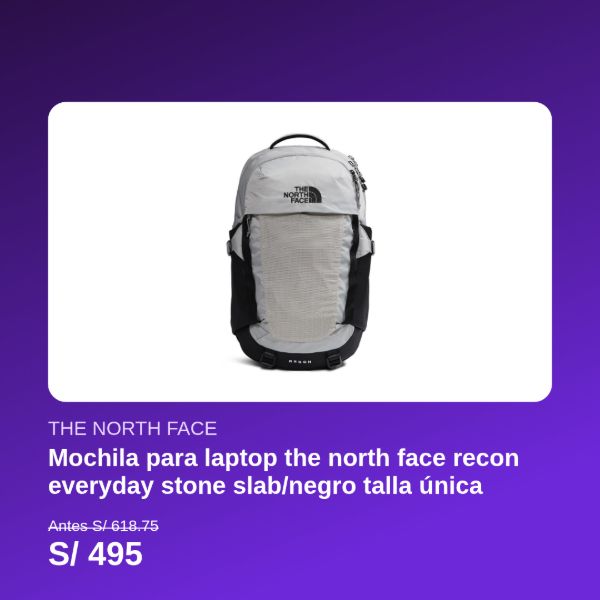 THE
NORTH
FACE
RECON
THE NORTH FACE
Mochila para laptop the north face recon
everyday stone slab/negro talla única
Antes S/ 618.75
S/ 495